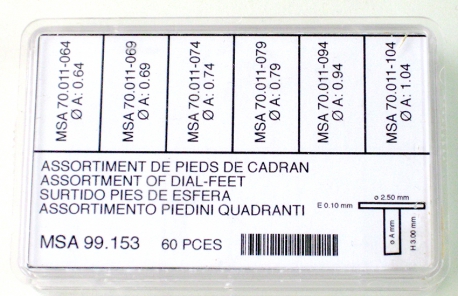 MSA 70.011-064
Ø A: 0.64
MSA 70.011-069
Ø A: 0.69
MSA 70.011-074
Ø A: 0.74
MSA 70.011-079
Ø A: 0.79
MSA 70.011-094
Ø A: 0.94
MSA 70.011-104
Ø A: 1.04
ASSORTIMENT DE PIEDS DE CADRAN
ASSORTMENT OF DIAL-FEET
SURTIDO PIES DE ESFERA
ASSORTIMENTO PIEDINI QUADRANTI
MSA 99.153 60 PCES
ø 2.50 mm
E 0.10 mm
ø A mm
H 3.00 mm